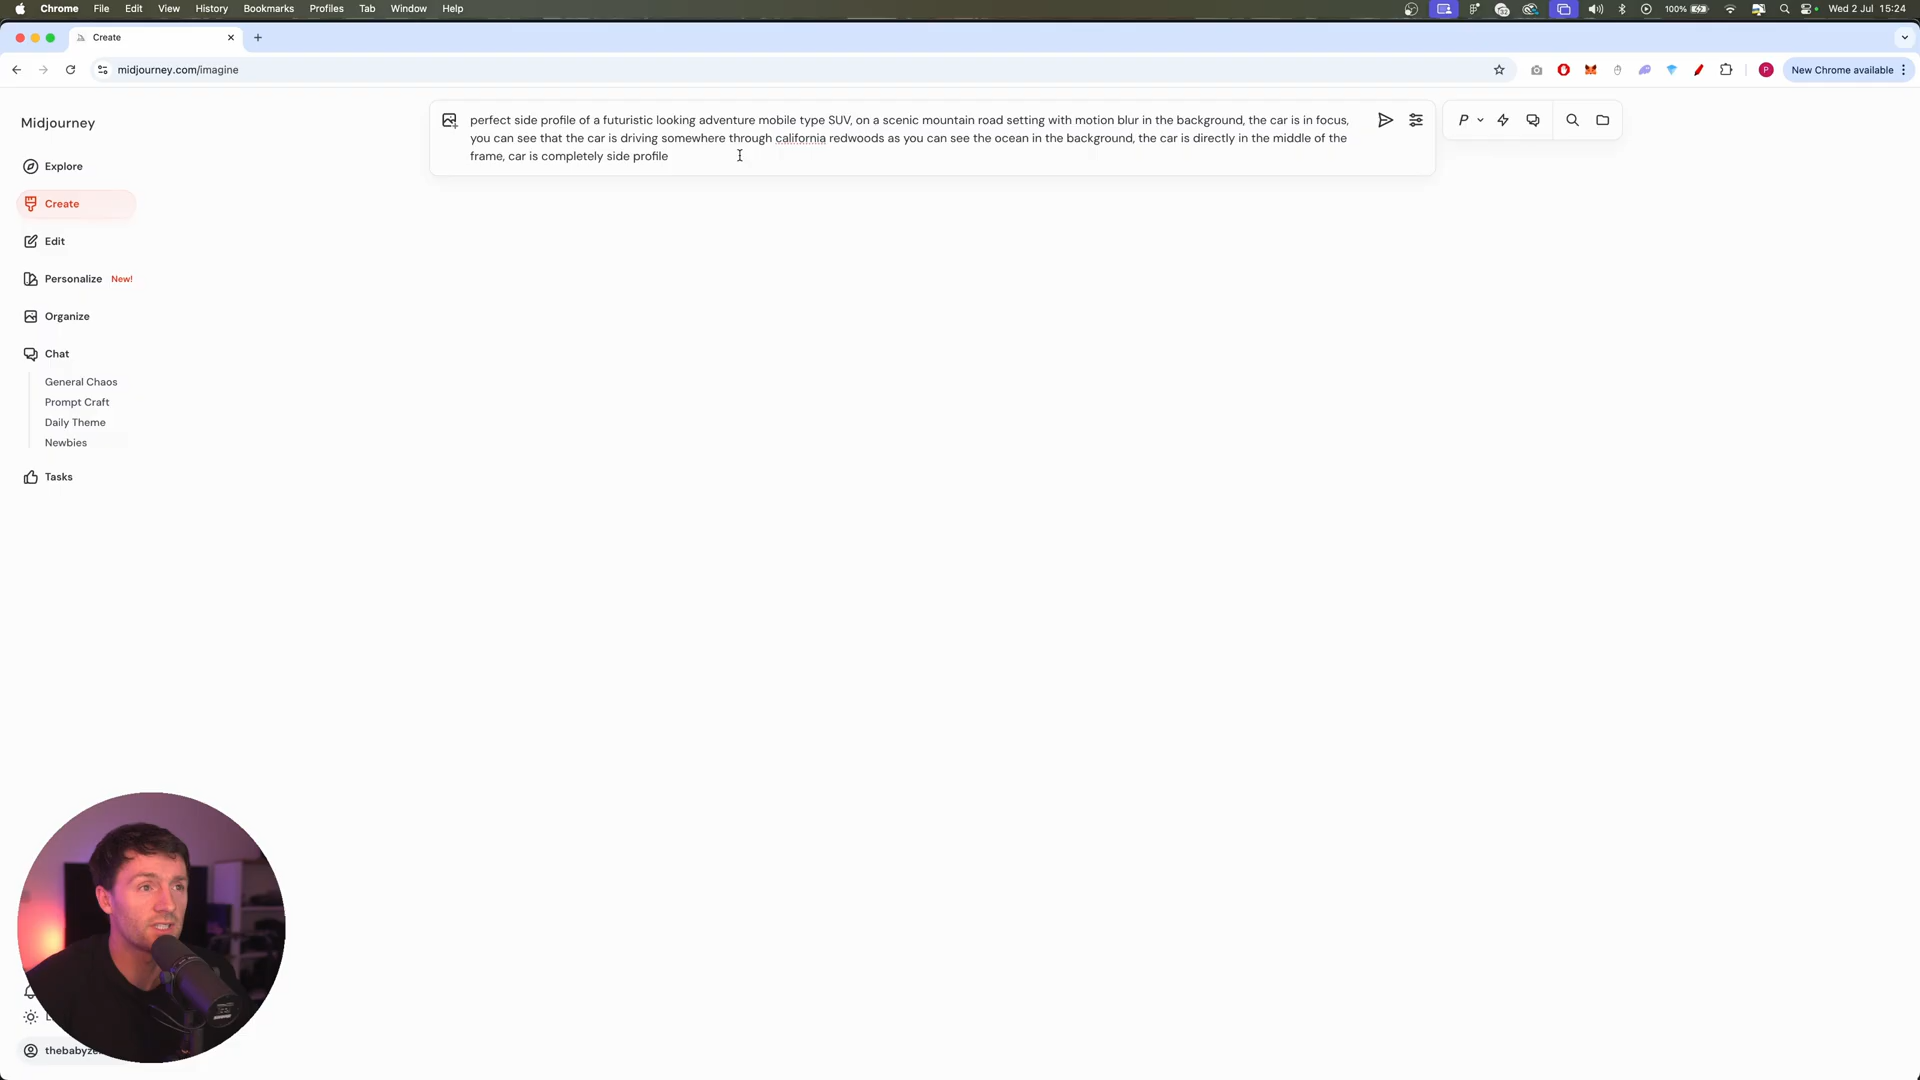 Chrome File Edit View History Bookmarks Profiles Tab Window Help 100% Wed 2 Jul 15:24
Create
midjourney.com/imagine New Chrome available
Midjourney
perfect side profile of a futuristic looking adventure mobile type SUV, on a scenic mountain road setting with motion blur in the background, the car is in focus,
you can see that the car is driving somewhere through california redwoods as you can see the ocean in the background, the car is directly in the middle of the
frame, car is completely side profile
P
Explore
Create
Edit
Personalize New!
Organize
Chat
General Chaos
Prompt Craft
Daily Theme
Newbies
Tasks